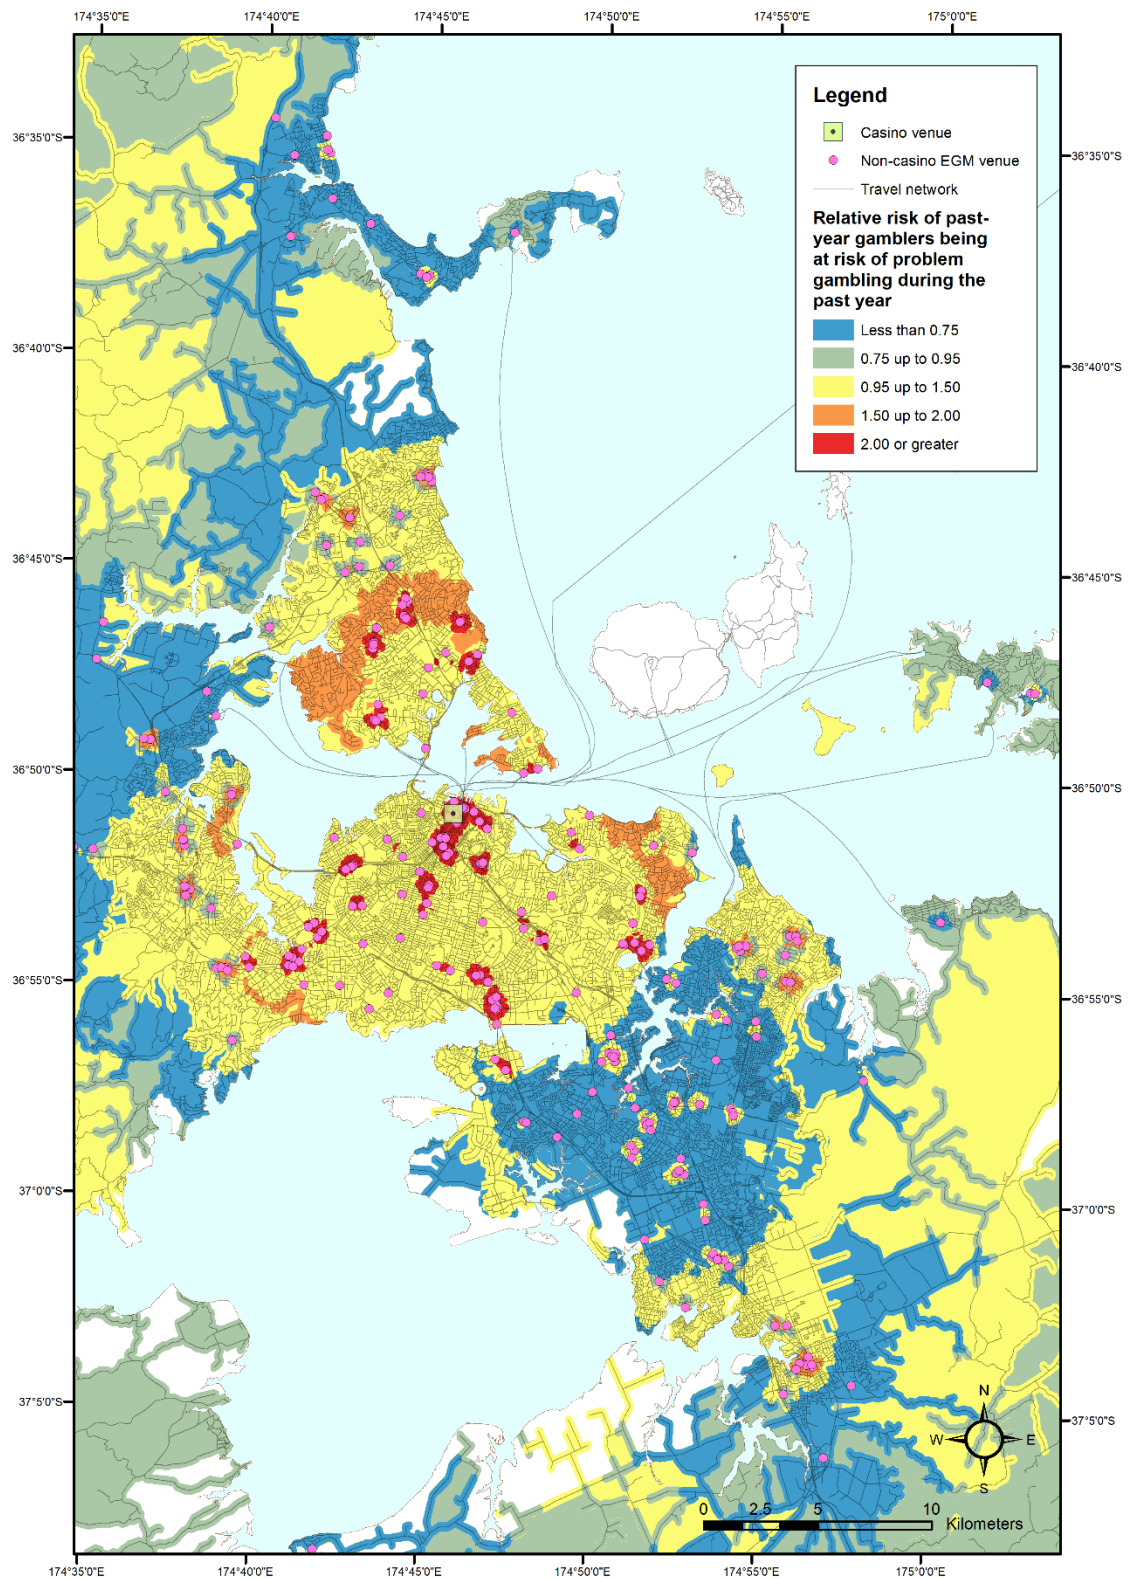 174°35'0"E 174°40'0"E 174°45'0"E 174°50'0"E 174°55'0"E 175°0'0"E
Legend
Casino venue
Non-casino EGM venue
Travel network
Relative risk of past-
year gamblers being
at risk of problem
gambling during the
past year
Less than 0.75
0.75 up to 0.95
0.95 up to 1.50
1.50 up to 2.00
2.00 or greater
36°35'0"S 36°35'0"S
36°40'0"S 36°40'0"S
36°45'0"S 36°45'0"S
36°50'0"S 36°50'0"S
36°55'0"S 36°55'0"S
37°0'0"S 37°0'0"S
37°5'0"S 37°5'0"S
N
W E
S
0 2.5 5 10
Kilometers
174°35'0"E 174°40'0"E 174°45'0"E 174°50'0"E 174°55'0"E 175°0'0"E